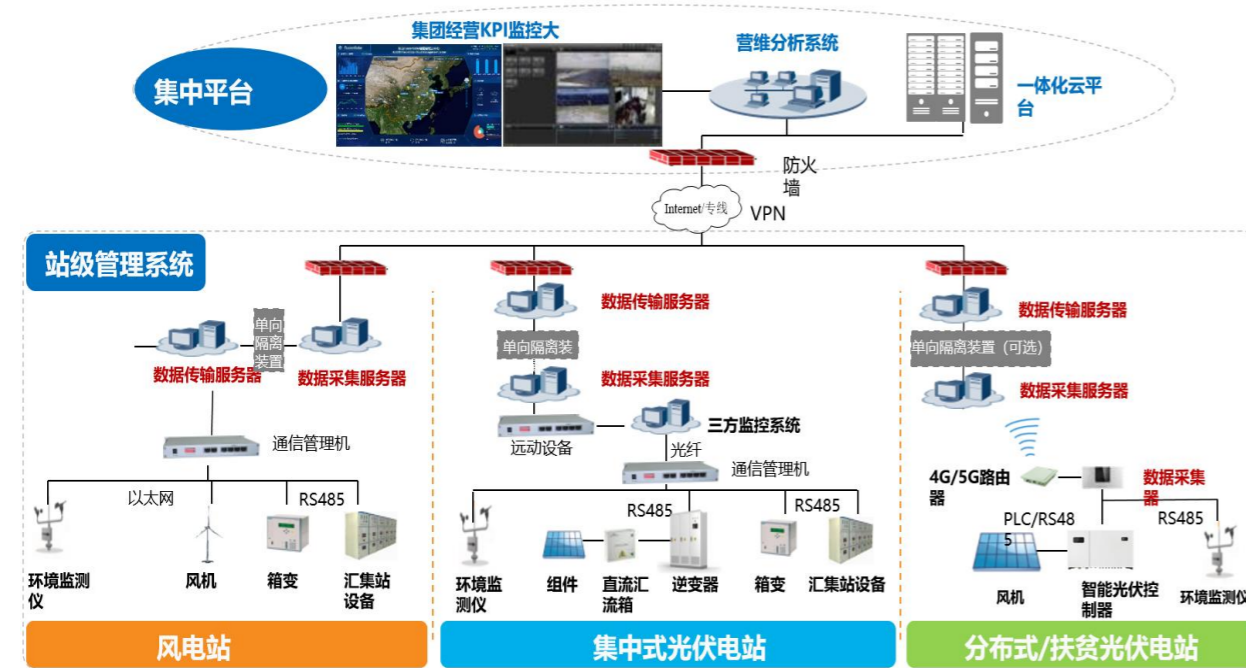 集团经营KPI监控大
营维分析系统
集中平台
一体化云平
台
防火
墙
Internet/专线
VPN
站级管理系统
数据传输服务器
数据传输服务器
单向
隔离
装置
单向隔离装
单向隔离装置（可选）
数据传输服务器
数据采集服务器
数据采集服务器
数据采集服务器
三方监控系统
远动设备
光纤
通信管理机
通信管理机
4G/5G路由
器
数据采集
器
以太网
RS485
RS485
RS485
PLC/RS48
5
RS485
环境监测
仪
风机
箱变
汇集站
设备
环境监
测仪
组件
直流汇
流箱
逆变器
箱变
汇集站设备
风机
智能光伏控
制器
环境监测仪
风电站
集中式光伏电站
分布式/扶贫光伏电站